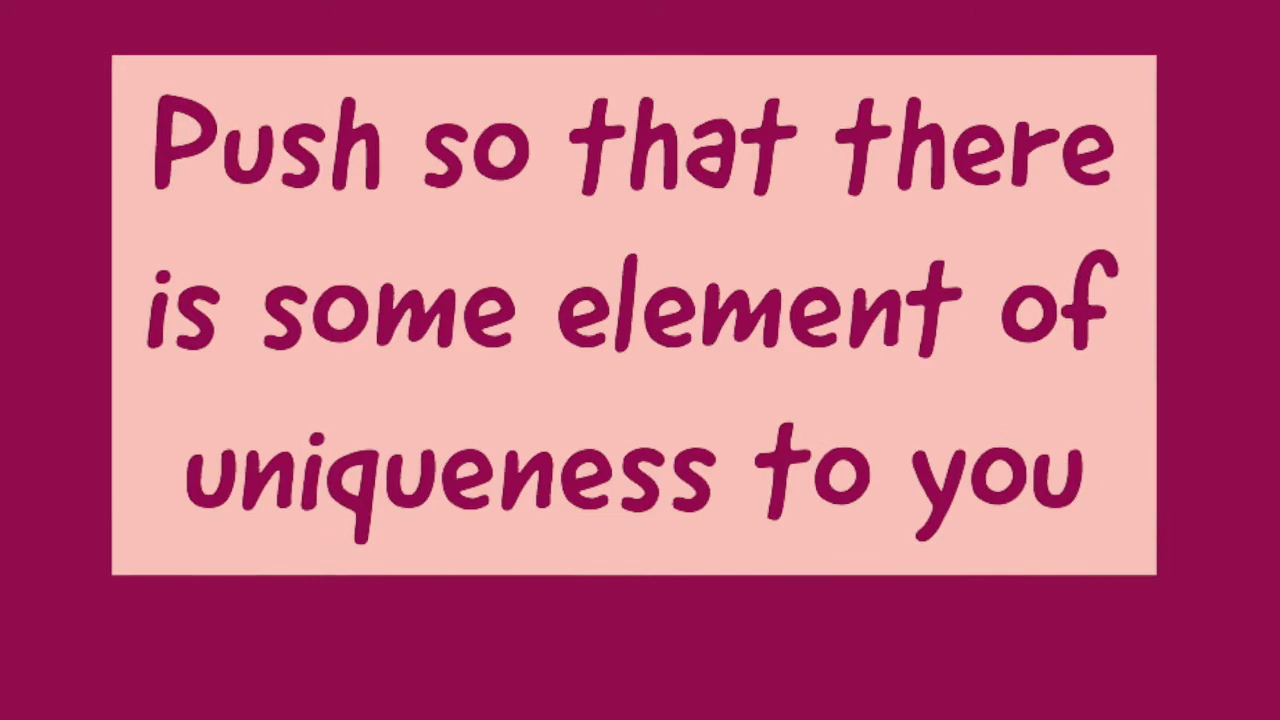 Push so that there
is some element of
uniqueness to you